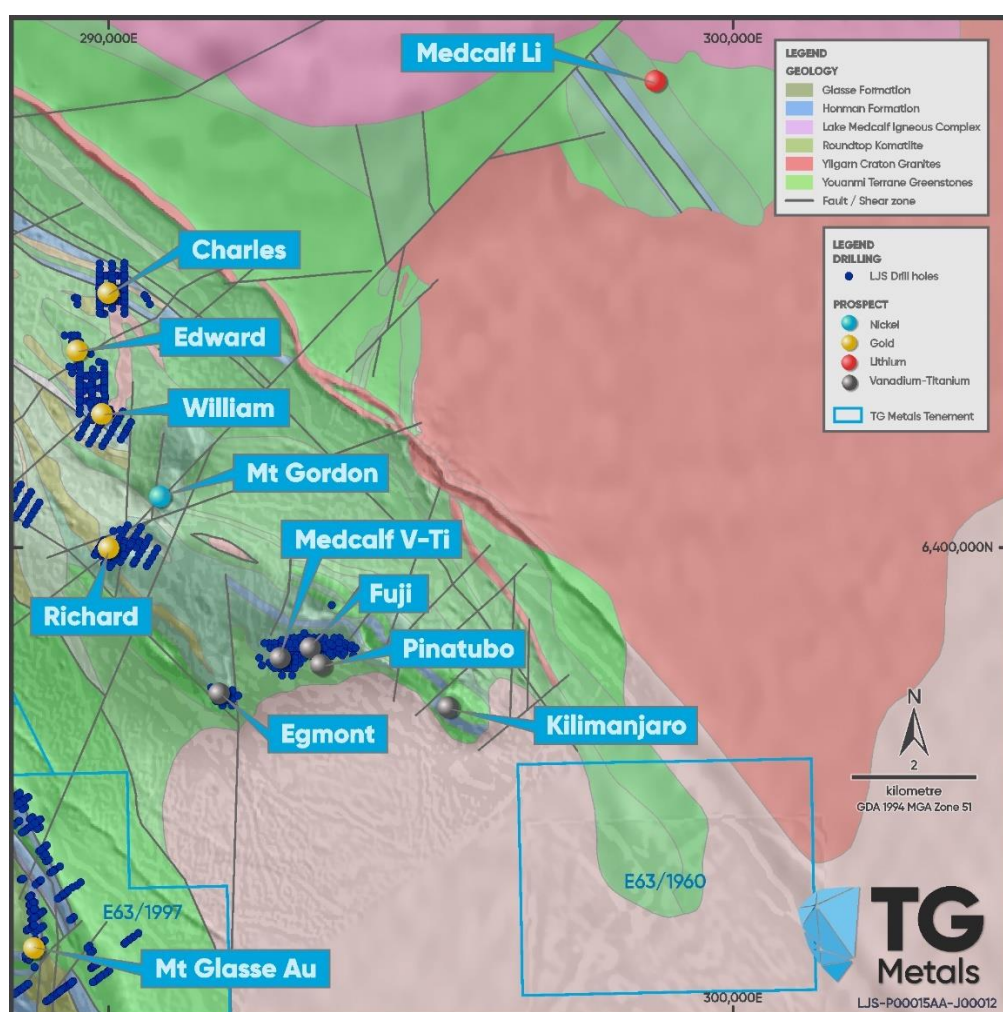 290,000E
300,000E
Medcalf Li
LEGEND
GEOLOGY
Glasse Formation
Honman Formation
Lake Medcalf Igneous Complex
Roundtop Komatiite
Yilgarn Craton Granites
Youanmi Terrane Greenstones
Fault / Shear zone
LEGEND
DRILLING
LJS Drill holes
PROSPECT
Nickel
Gold
Lithium
Vanadium-Titanium
TG Metals Tenement
Charles
Edward
William
Mt Gordon
Medcalf V-Ti
6,400,000N
Fuji
Richard
Pinatubo
Egmont
Kilimanjaro
N
2
kilometre
GDA 1994 MGA Zone 51
E63/1960
E63/1997
Mt Glasse Au
TG
Metals
300,000E
LJS-P00015AA-J00012